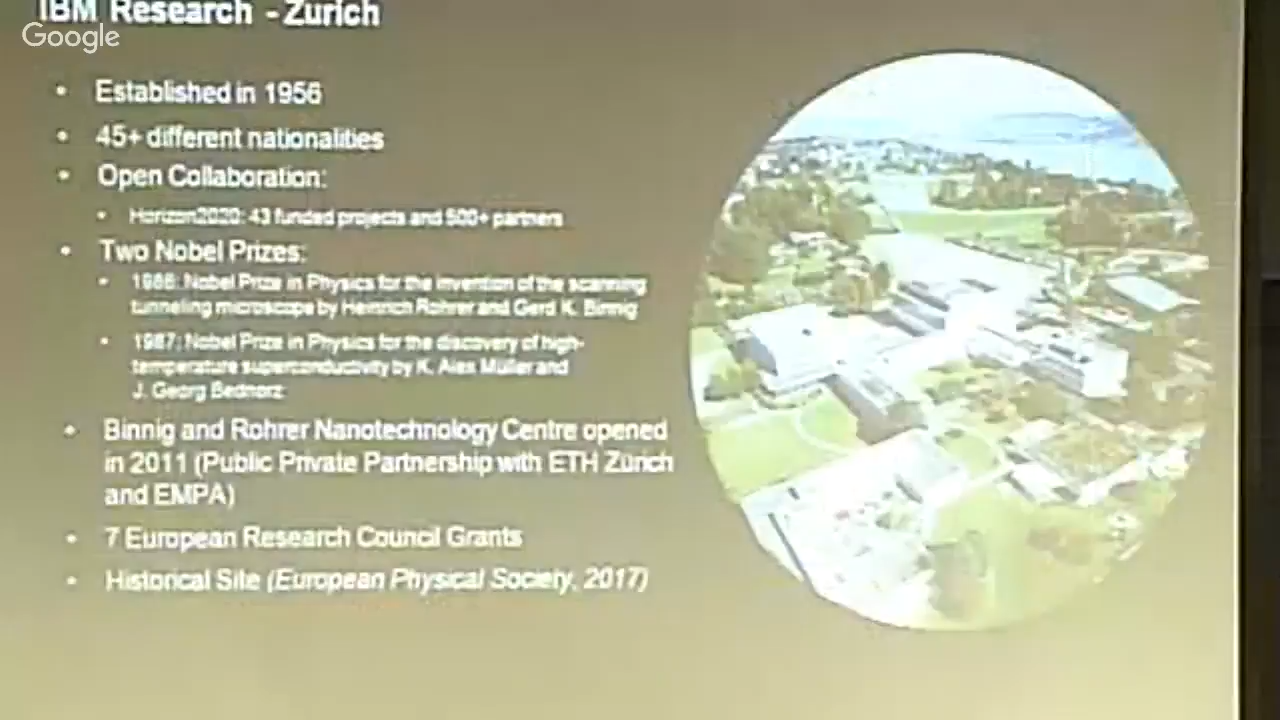 IBM Research - Zurich
Google
• Established in 1956
• 45+ different nationalities
• Open Collaboration:
• Horizon2020: 43 funded projects and 500+ partners
• Two Nobel Prizes:
• 1986: Nobel Prize in Physics for the invention of the scanning
tunneling microscope by Heinrich Rohrer and Gerd K. Binnig
• 1987: Nobel Prize in Physics for the discovery of high-
temperature superconductivity by K. Alex Müller and
J. Georg Bednorz
• Binnig and Rohrer Nanotechnology Centre opened
in 2011 (Public Private Partnership with ETH Zürich
and EMPA)
• 7 European Research Council Grants
• Historical Site (European Physical Society, 2017)